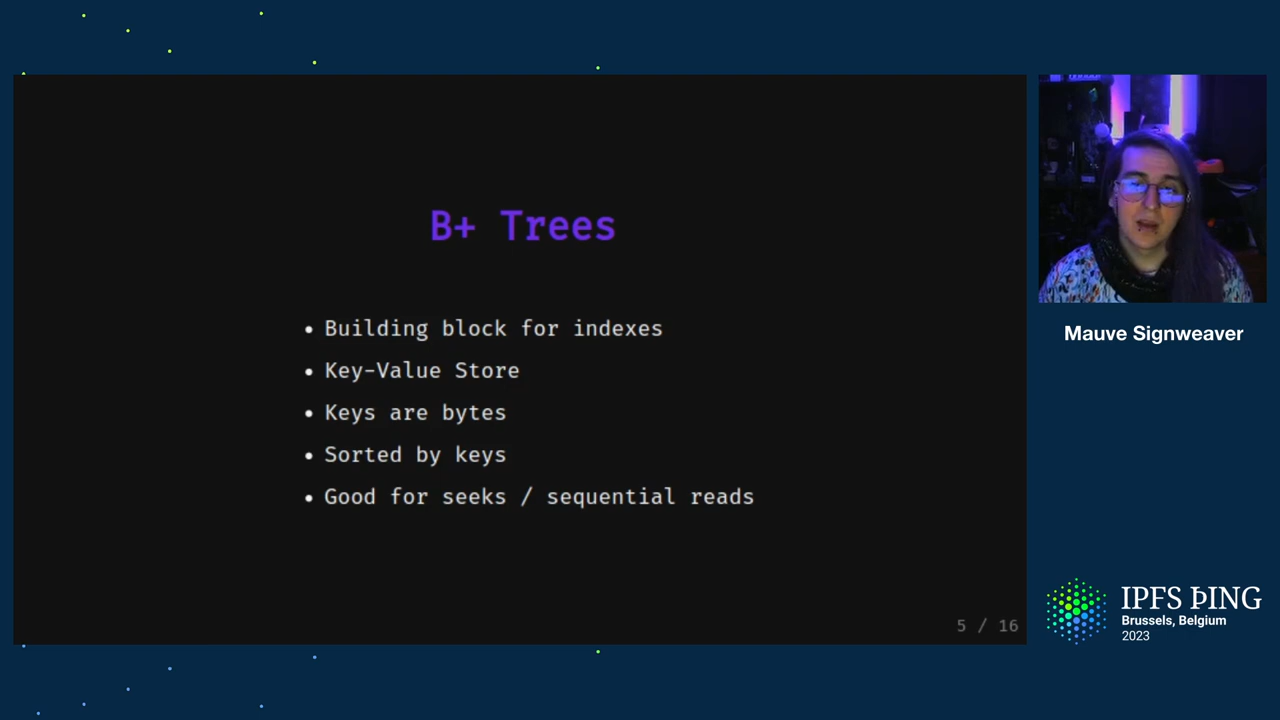 B+ Trees
• Building block for indexes
• Key-Value Store
• Keys are bytes
• Sorted by keys
• Good for seeks / sequential reads
5 / 16
Mauve Signweaver
IPFS ÞING
Brussels, Belgium
2023